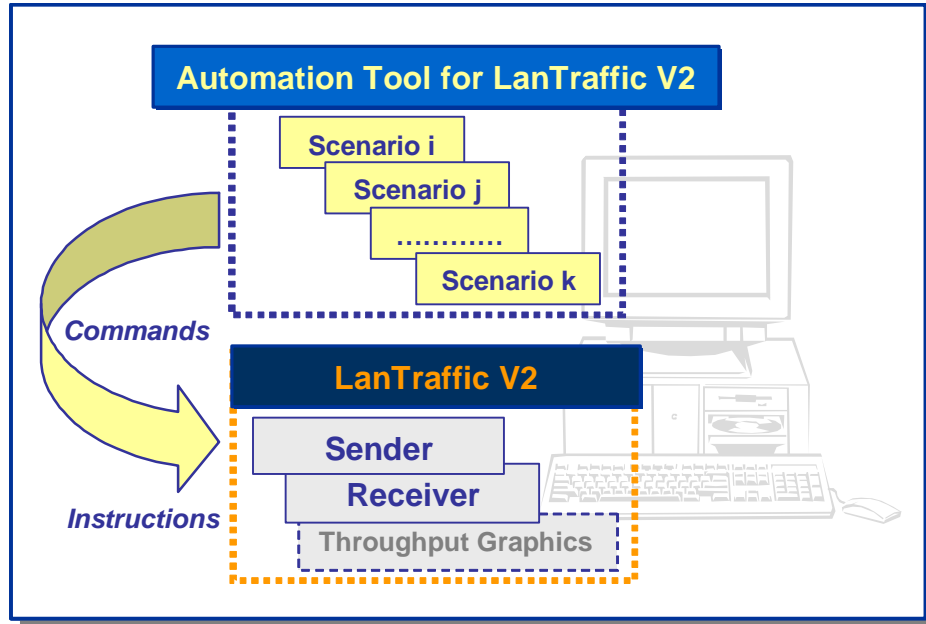 Automation Tool for LanTraffic V2
Scenario i
Scenario j
............
Scenario k
Commands
LanTraffic V2
Sender
Receiver
Instructions
Throughput Graphics